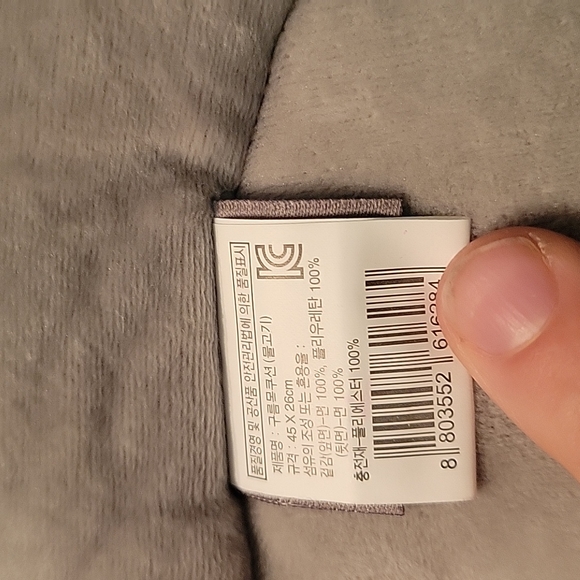 품질경영 및 공산품 안전관리법에 의한 품질표시
제품명 : 구름몽쿠션 (물고기)
규격 : 45 X 26cm
섬유의 조성 또는 혼용율 :
겉감(앞면)-면 100%, 폴리우레탄 100%
(뒷면)-면 100%
충전재-폴리에스터 100%
8 803552 616284